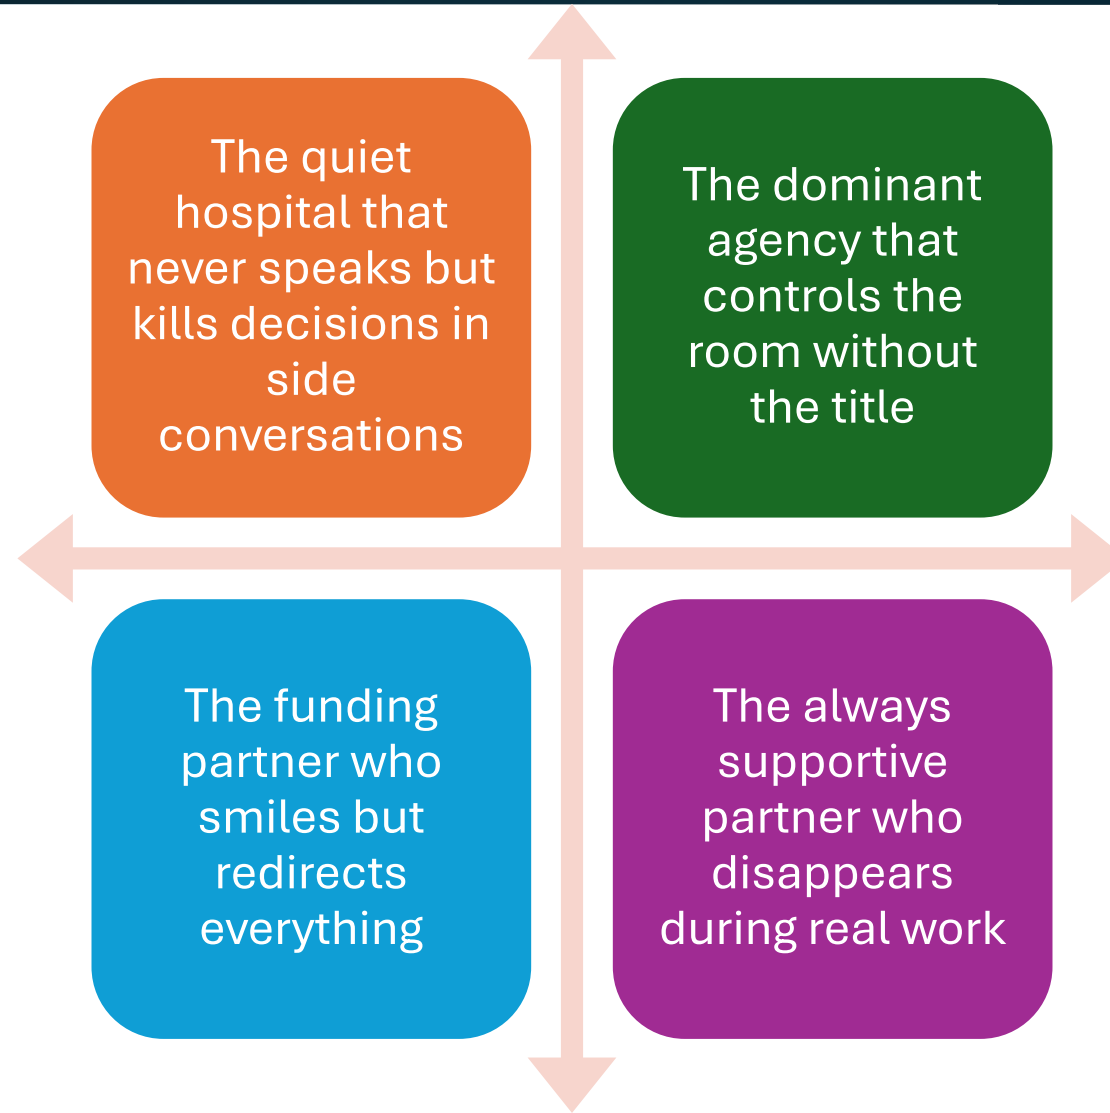 The quiet
hospital that
never speaks but
kills decisions in
side
conversations
The dominant
agency that
controls the
room without
the title
The funding
partner who
smiles but
redirects
everything
The always
supportive
partner who
disappears
during real work